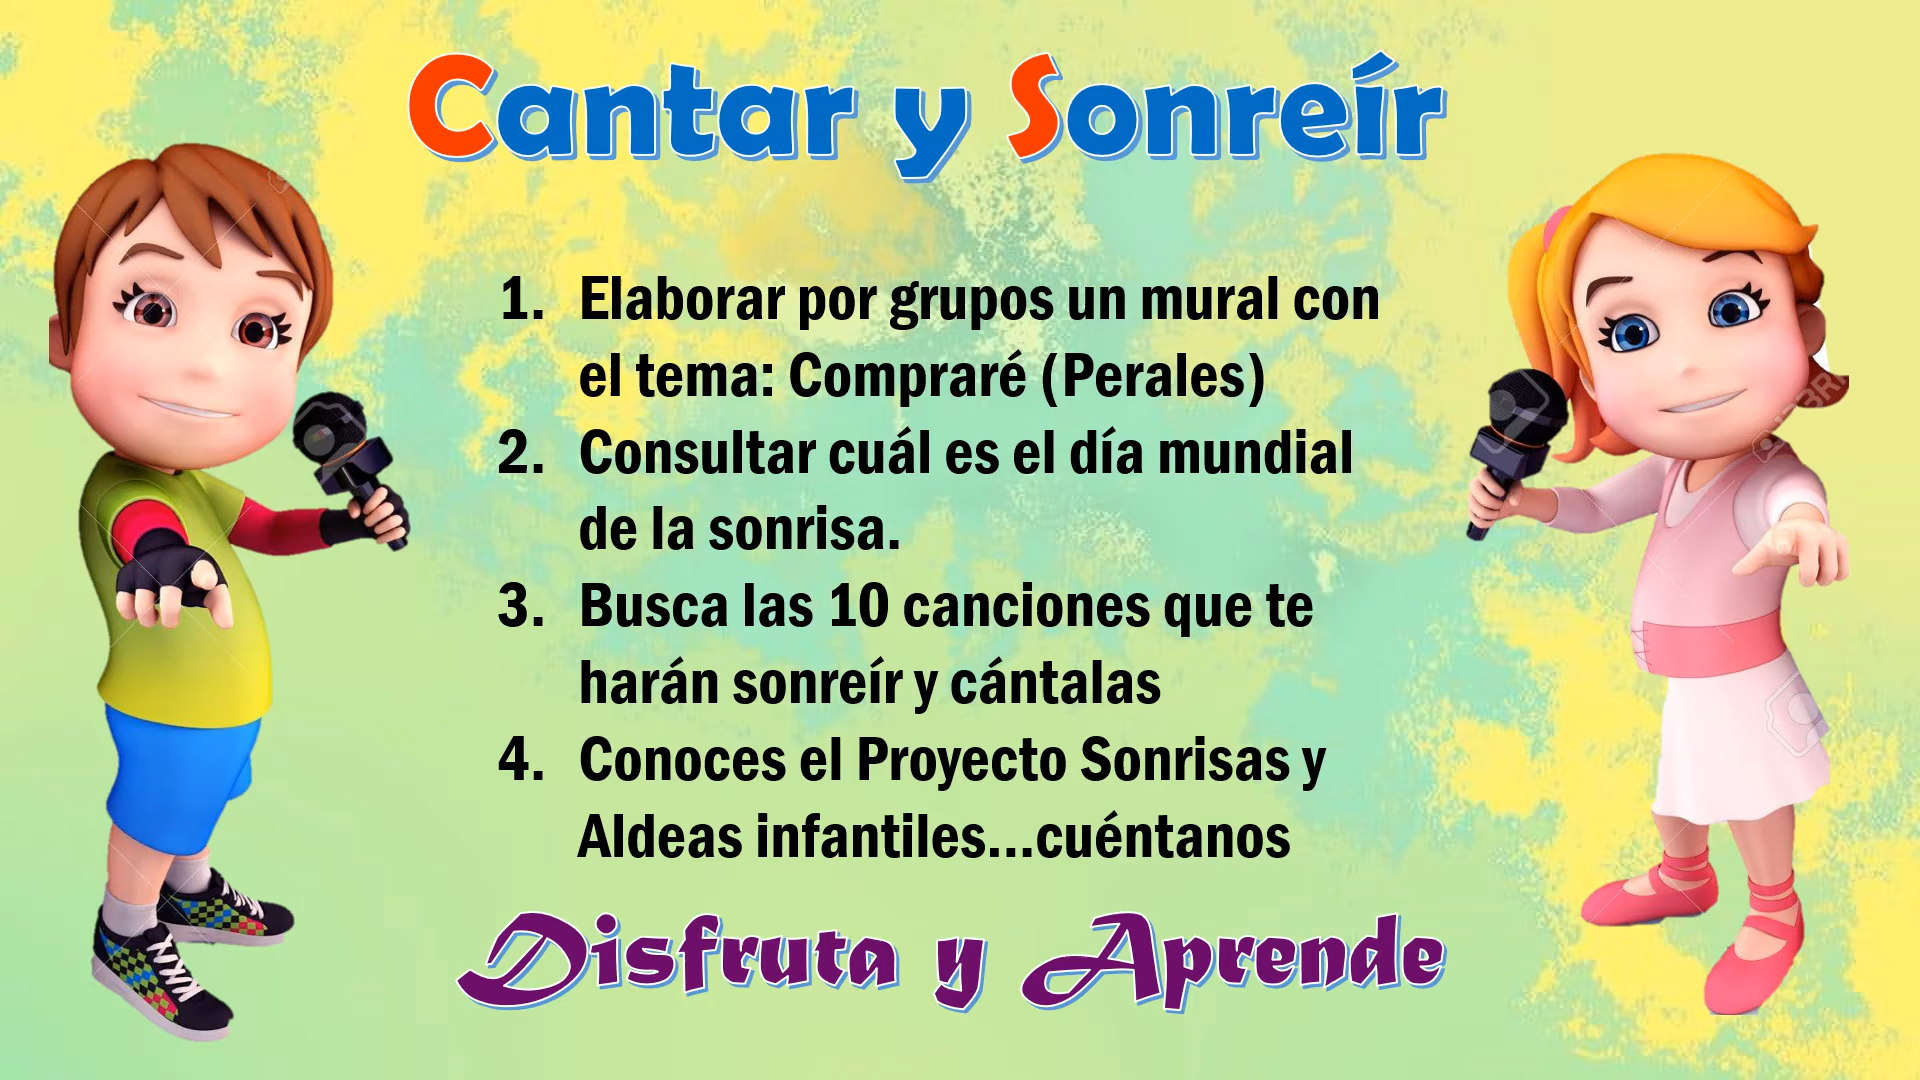 Cantar y Sonreír
1. Elaborar por grupos un mural con
el tema: Compraré (Perales)
2. Consultar cuál es el día mundial
de la sonrisa.
3. Busca las 10 canciones que te
harán sonreír y cántalas
4. Conoces el Proyecto Sonrisas y
Aldeas infantiles...cuéntanos
Disfruta y Aprende